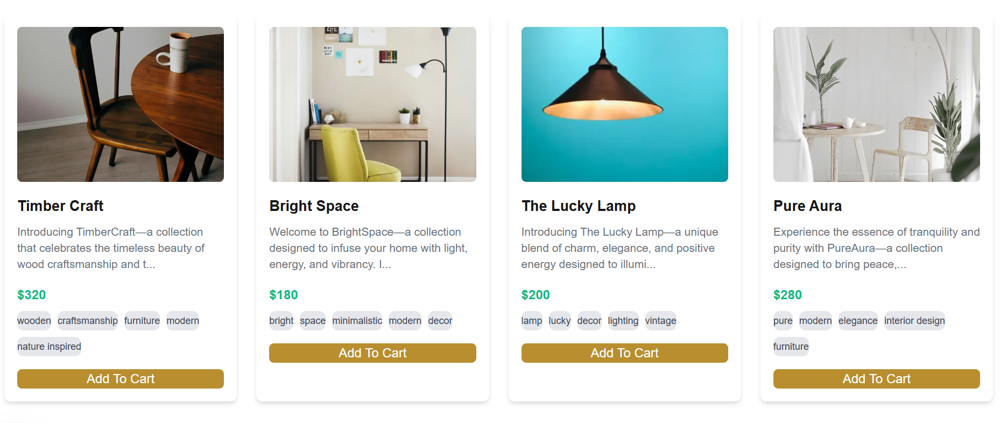 LIFE
Timber Craft
Introducing TimberCraft—a collection
that celebrates the timeless beauty of
wood craftsmanship and t...
$320
wooden craftsmanship furniture modern
nature inspired
Add To Cart
Bright Space
Welcome to BrightSpace—a collection
designed to infuse your home with light,
energy, and vibrancy. I...
$180
bright space minimalistic modern decor
Add To Cart
The Lucky Lamp
Introducing The Lucky Lamp—a unique
blend of charm, elegance, and positive
energy designed to illumi...
$200
lamp lucky decor lighting vintage
Add To Cart
Pure Aura
Experience the essence of tranquility and
purity with PureAura—a collection
designed to bring peace,...
$280
pure modern elegance interior design
furniture
Add To Cart